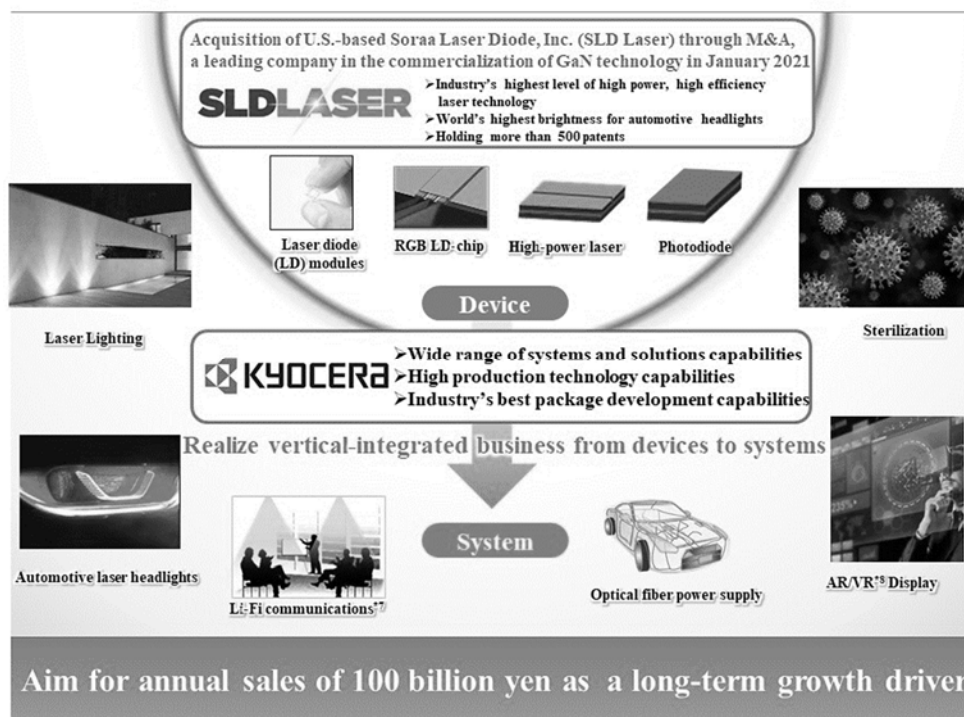 Acquisition of U.S.-based Soraa Laser Diode, Inc. (SLD Laser) through M&A,
a leading company in the commercialization of GaN technology in January 2021
SLDLASER
➢Industry's highest level of high power, high efficiency
laser technology
➢World's highest brightness for automotive headlights
➢Holding more than 500 patents
Laser diode
(LD) modules
RGB LD-chip
High-power laser
Photodiode
Device
Laser Lighting
Sterilization
KYOCERA
➢Wide range of systems and solutions capabilities
➢High production technology capabilities
➢Industry's best package development capabilities
Realize vertical-integrated business from devices to systems
System
Automotive laser headlights
Li-Fi communications*7
Optical fiber power supply
AR/VR*8 Display
Aim for annual sales of 100 billion yen as a long-term growth driver